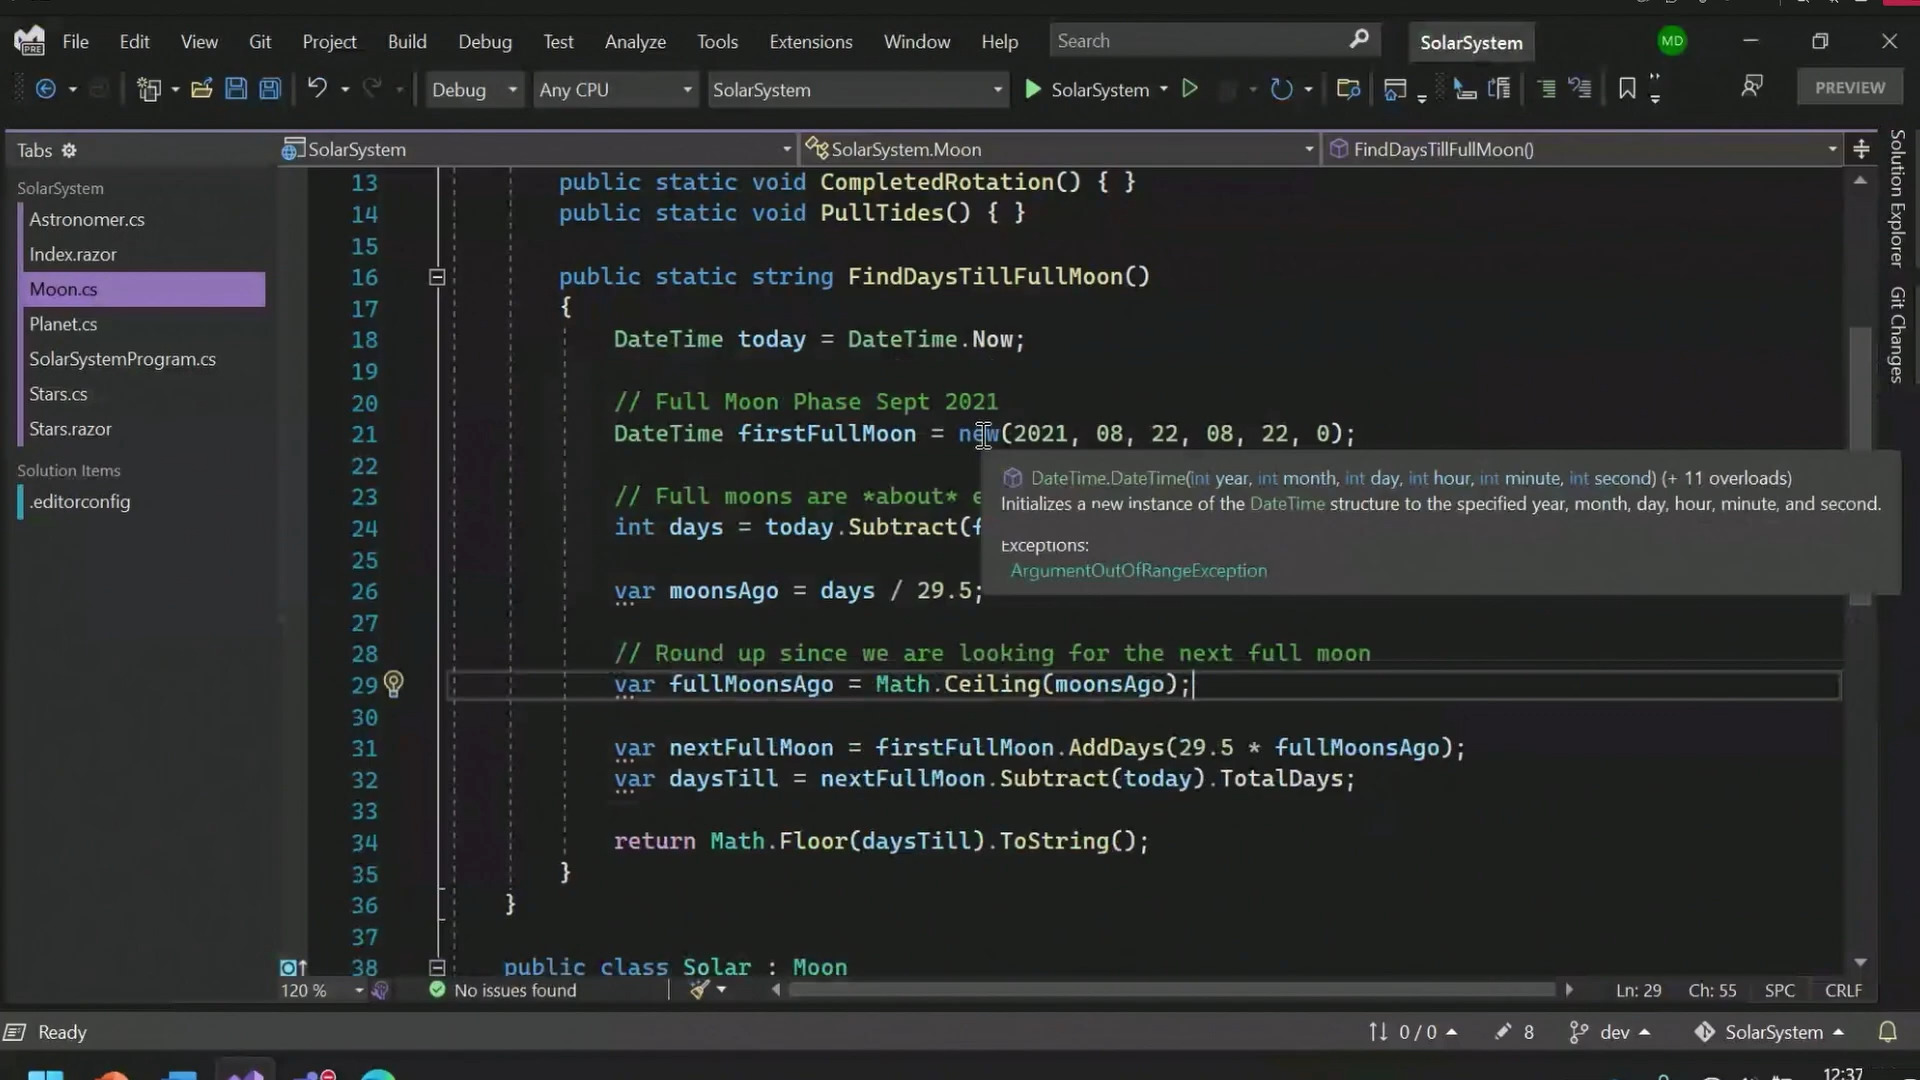 File Edit View Git Project Build Debug Test Analyze Tools Extensions Window Help Search SolarSystem MD
PRE
Debug Any CPU SolarSystem SolarSystem PREVIEW
Tabs
SolarSystem SolarSystem.Moon FindDaysTillFullMoon()
SolarSystem
Astronomer.cs
Index.razor
Moon.cs
Planet.cs
SolarSystemProgram.cs
Stars.cs
Stars.razor
Solution Items
.editorconfig
13 public static void CompletedRotation() { }
14 public static void PullTides() { }
15
16 public static string FindDaysTillFullMoon()
17 {
18 DateTime today = DateTime.Now;
19
20 // Full Moon Phase Sept 2021
21 DateTime firstFullMoon = new(2021, 08, 22, 08, 22, 0);
22
23 // Full moons are *about* e
24 int days = today.Subtract(f
25
26 var moonsAgo = days / 29.5;
27
28 // Round up since we are looking for the next full moon
29 var fullMoonsAgo = Math.Ceiling(moonsAgo);
30
31 var nextFullMoon = firstFullMoon.AddDays(29.5 * fullMoonsAgo);
32 var daysTill = nextFullMoon.Subtract(today).TotalDays;
33
34 return Math.Floor(daysTill).ToString();
35 }
36 }
37
38 public class Solar : Moon
DateTime.DateTime(int year, int month, int day, int hour, int minute, int second) (+ 11 overloads)
Initializes a new instance of the DateTime structure to the specified year, month, day, hour, minute, and second.
Exceptions:
ArgumentOutOfRangeException
Solution Explorer
Git Changes
120 % No issues found Ln: 29 Ch: 55 SPC CRLF
Ready 0 / 0 8 dev SolarSystem
12:37